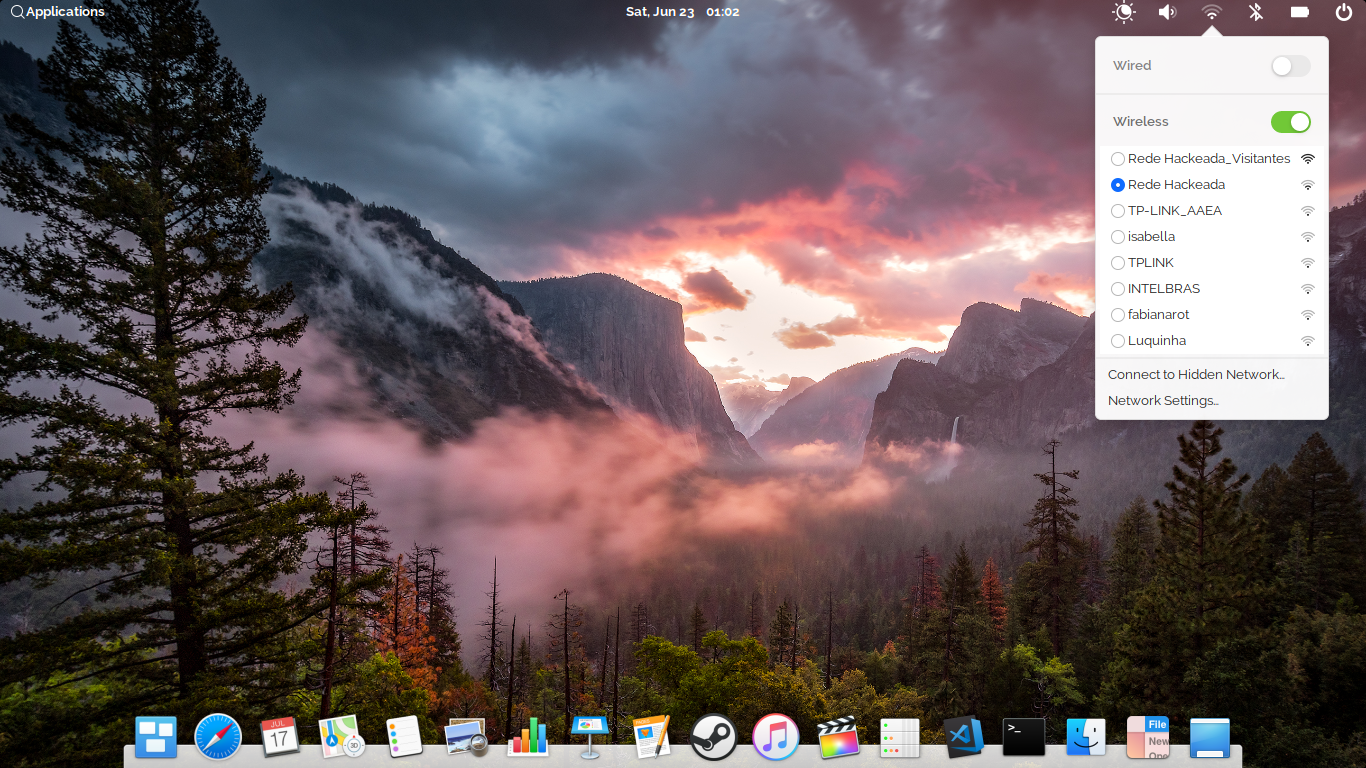 Applications
Sat, Jun 23 01:02
Wired
Wireless
Rede Hackeada_Visitantes
Rede Hackeada
TP-LINK_AAEA
isabella
TPLINK
INTELBRAS
fabianarot
Luquinha
Connect to Hidden Network…
Network Settings…
JUL
17
3D
>_
File
New
Ope